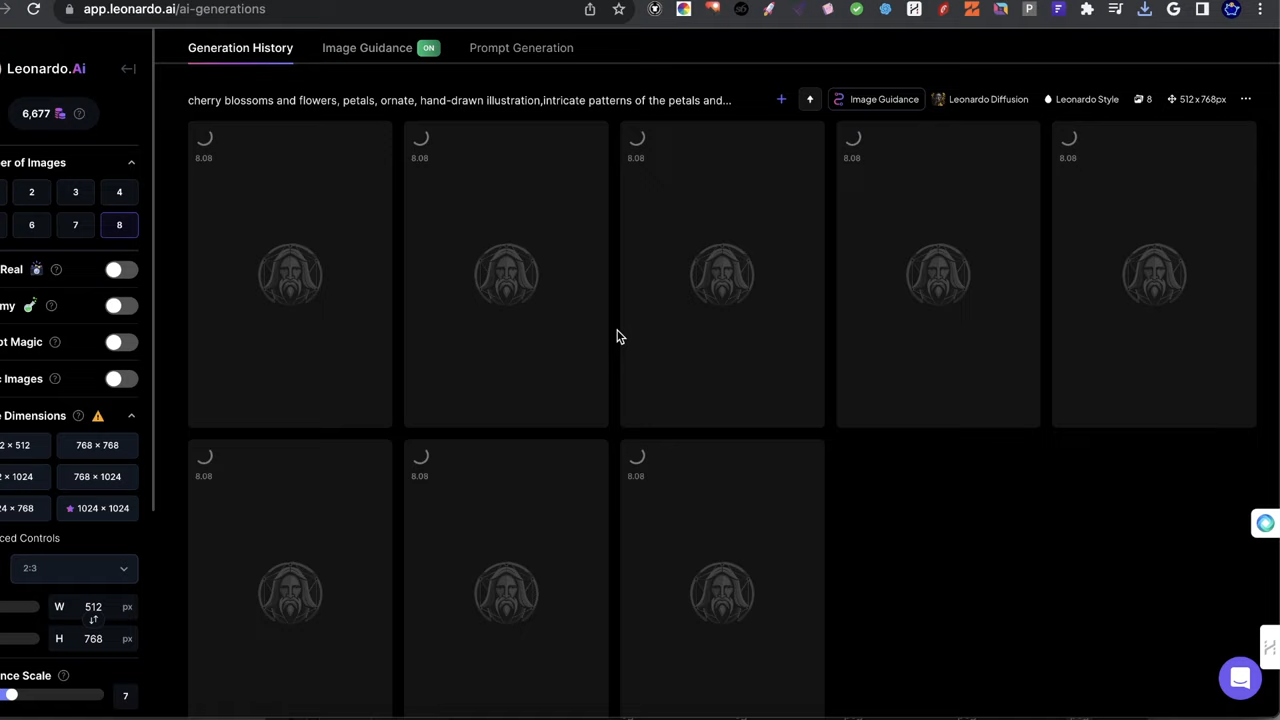 app.leonardo.ai/ai-generations
Leonardo.Ai
6,677
Generation History
Image Guidance ON
Prompt Generation
cherry blossoms and flowers, petals, ornate, hand-drawn illustration,intricate patterns of the petals and...
Image Guidance
Leonardo Diffusion
Leonardo Style
8
512 x 768px
8.08
8.08
8.08
8.08
8.08
8.08
8.08
8.08
er of Images
2 3 4
6 7 8
Real
my
pt Magic
c Images
e Dimensions
2 × 512 768 × 768
2 × 1024 768 × 1024
24 × 768 1024 × 1024
ced Controls
2:3
W 512 px
H 768 px
nce Scale
7